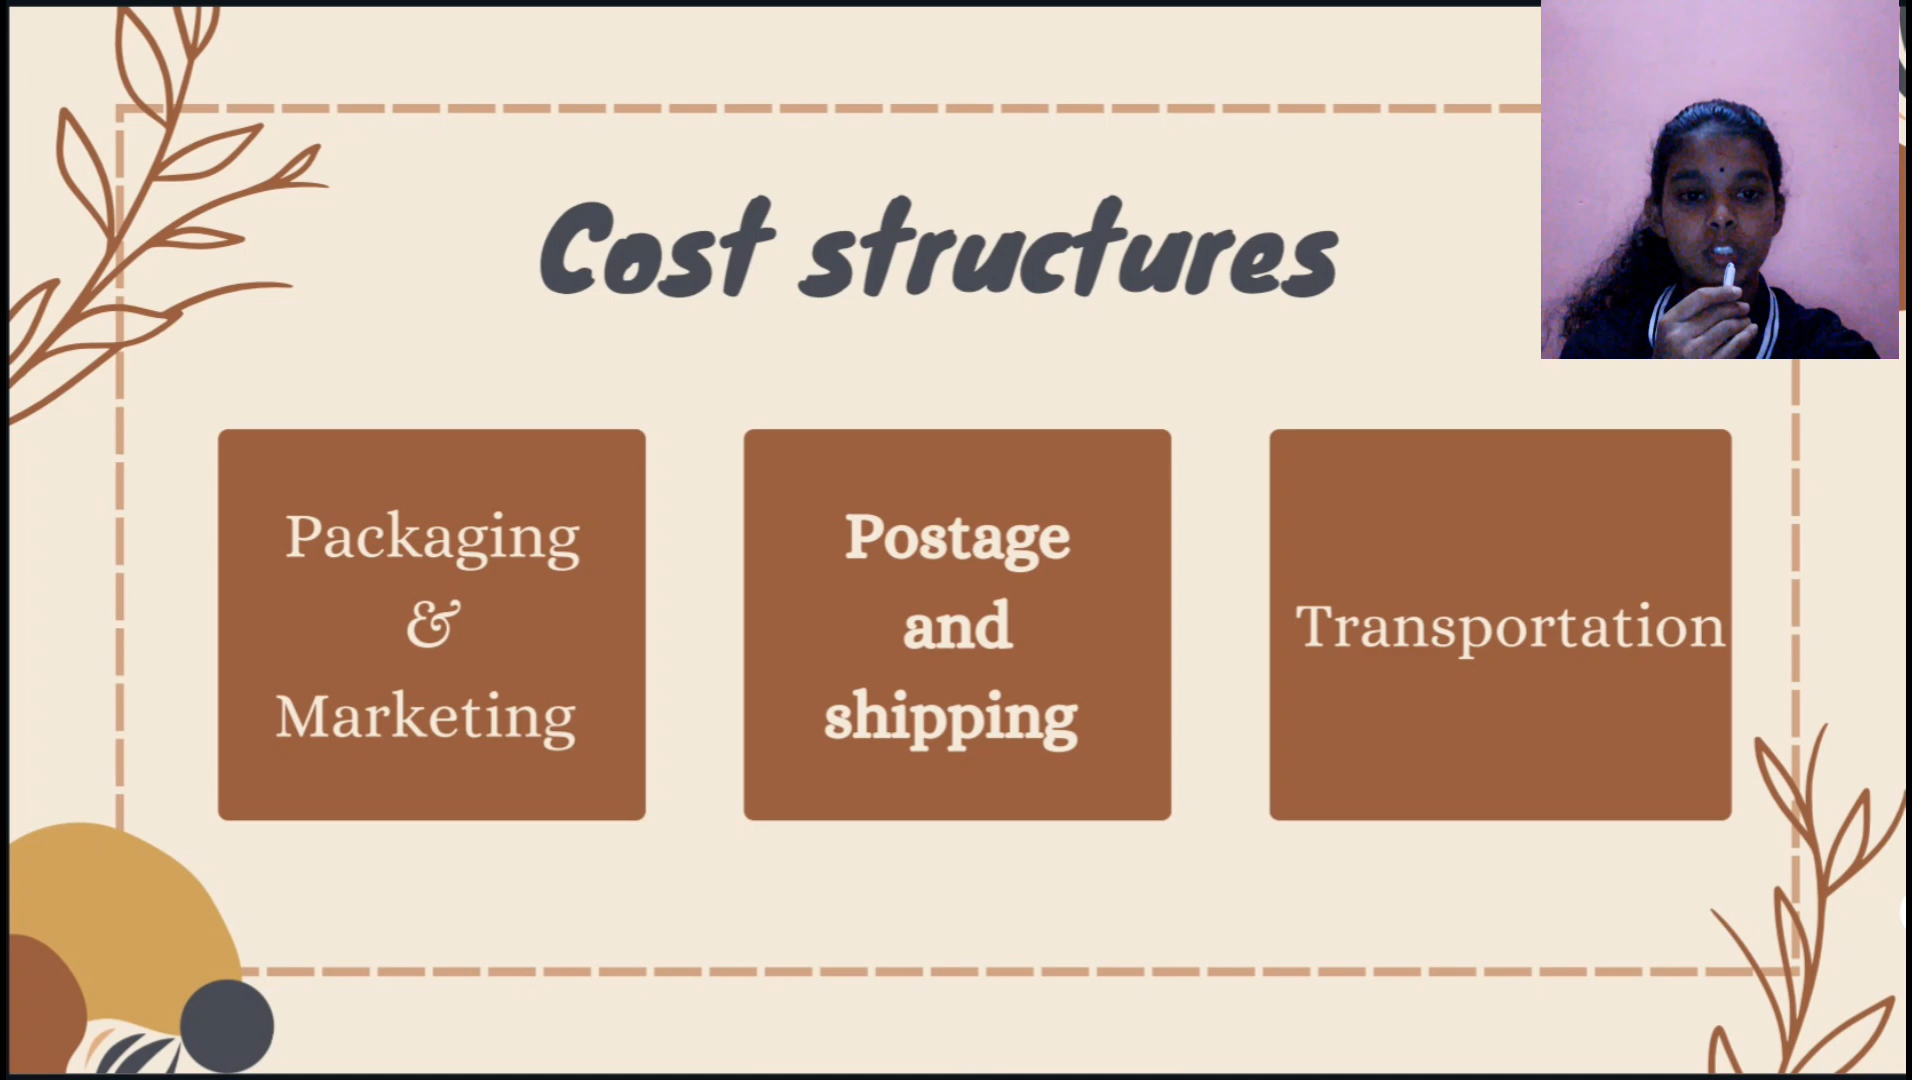 Cost structures
Packaging
&
Marketing
Postage
and
shipping
Transportation